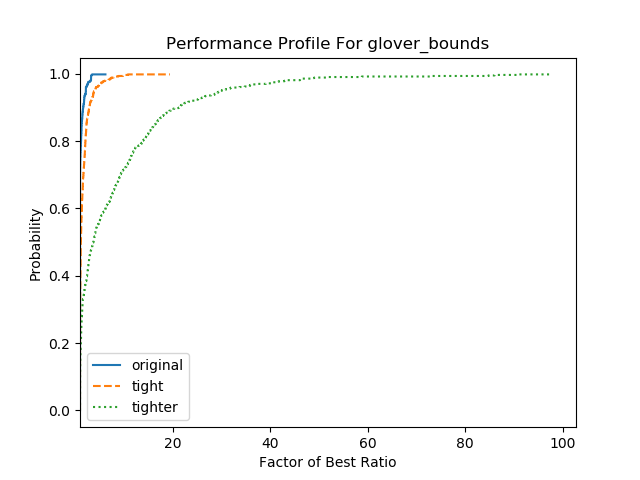 Performance Profile For glover_bounds
1.0
0.8
0.6
0.4
0.2
0.0
Probability
original
tight
tighter
20
40
60
80
100
Factor of Best Ratio